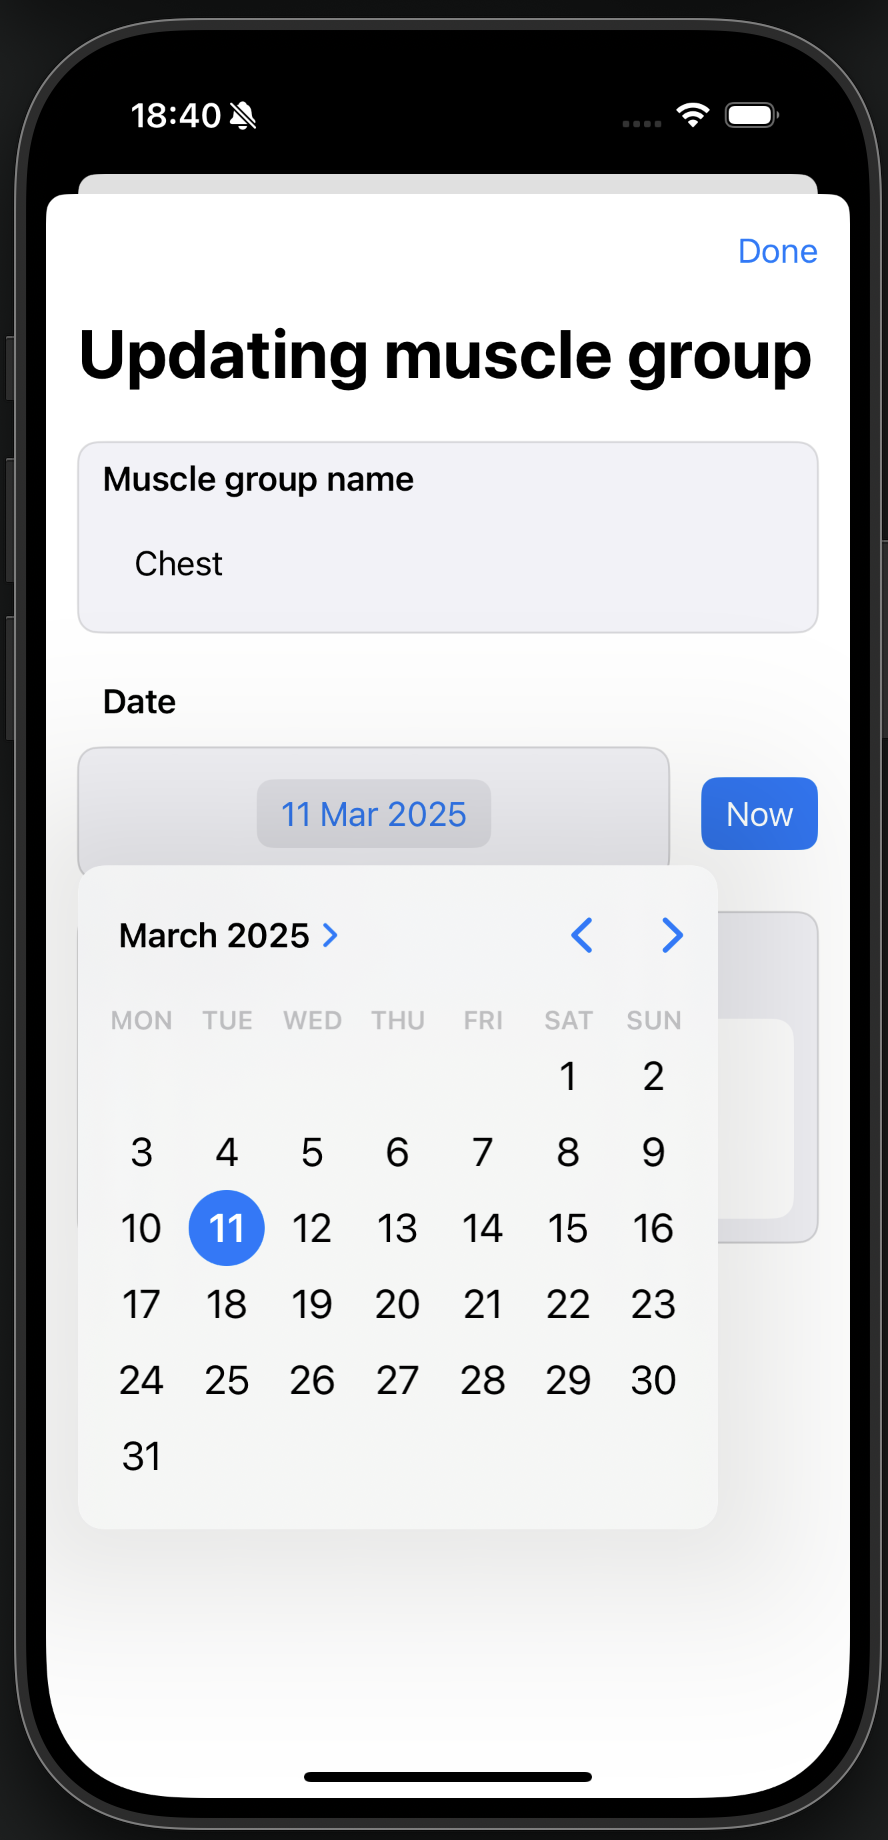 18:40
Done
Updating muscle group
Muscle group name
Chest
Date
11 Mar 2025
Now
March 2025
MON TUE WED THU FRI SAT SUN
1 2
3 4 5 6 7 8 9
10 11 12 13 14 15 16
17 18 19 20 21 22 23
24 25 26 27 28 29 30
31